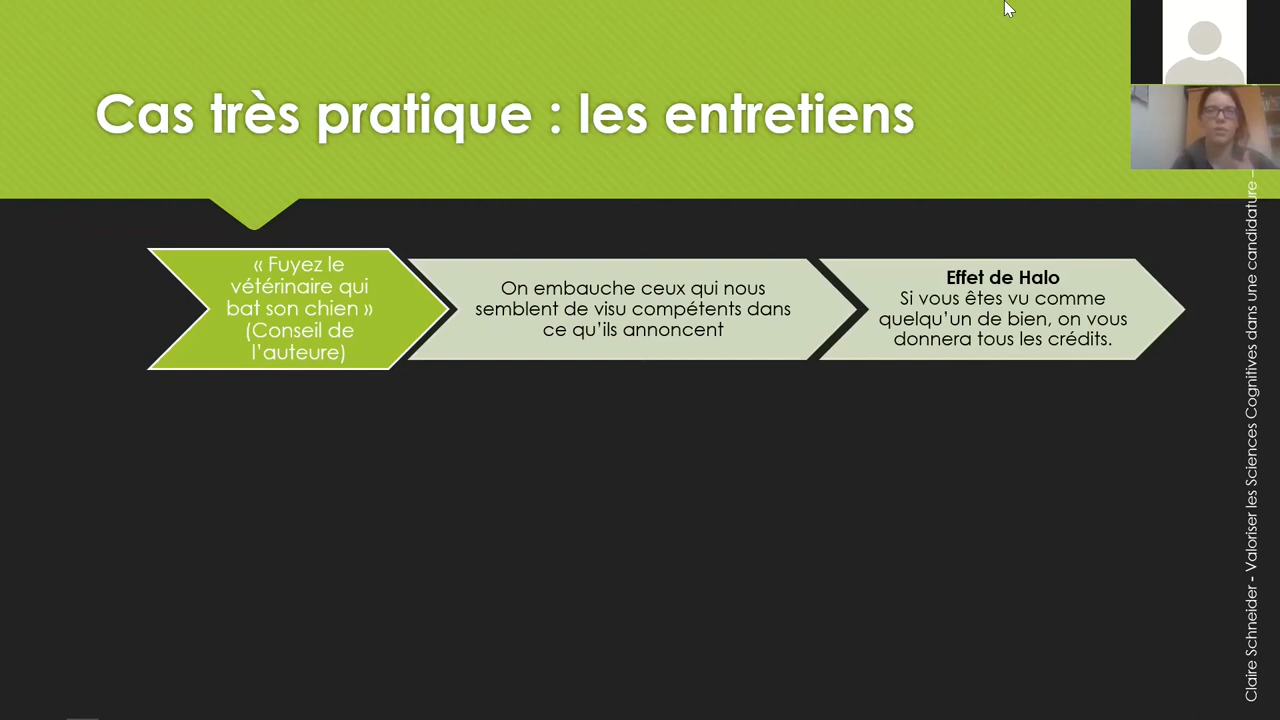 Cas très pratique : les entretiens
« Fuyez le
vétérinaire qui
bat son chien »
(Conseil de
l’auteure)
On embauche ceux qui nous
semblent de visu compétents dans
ce qu’ils annoncent
Effet de Halo
Si vous êtes vu comme
quelqu’un de bien, on vous
donnera tous les crédits.
Claire Schneider - Valoriser les Sciences Cognitives dans une candidature –